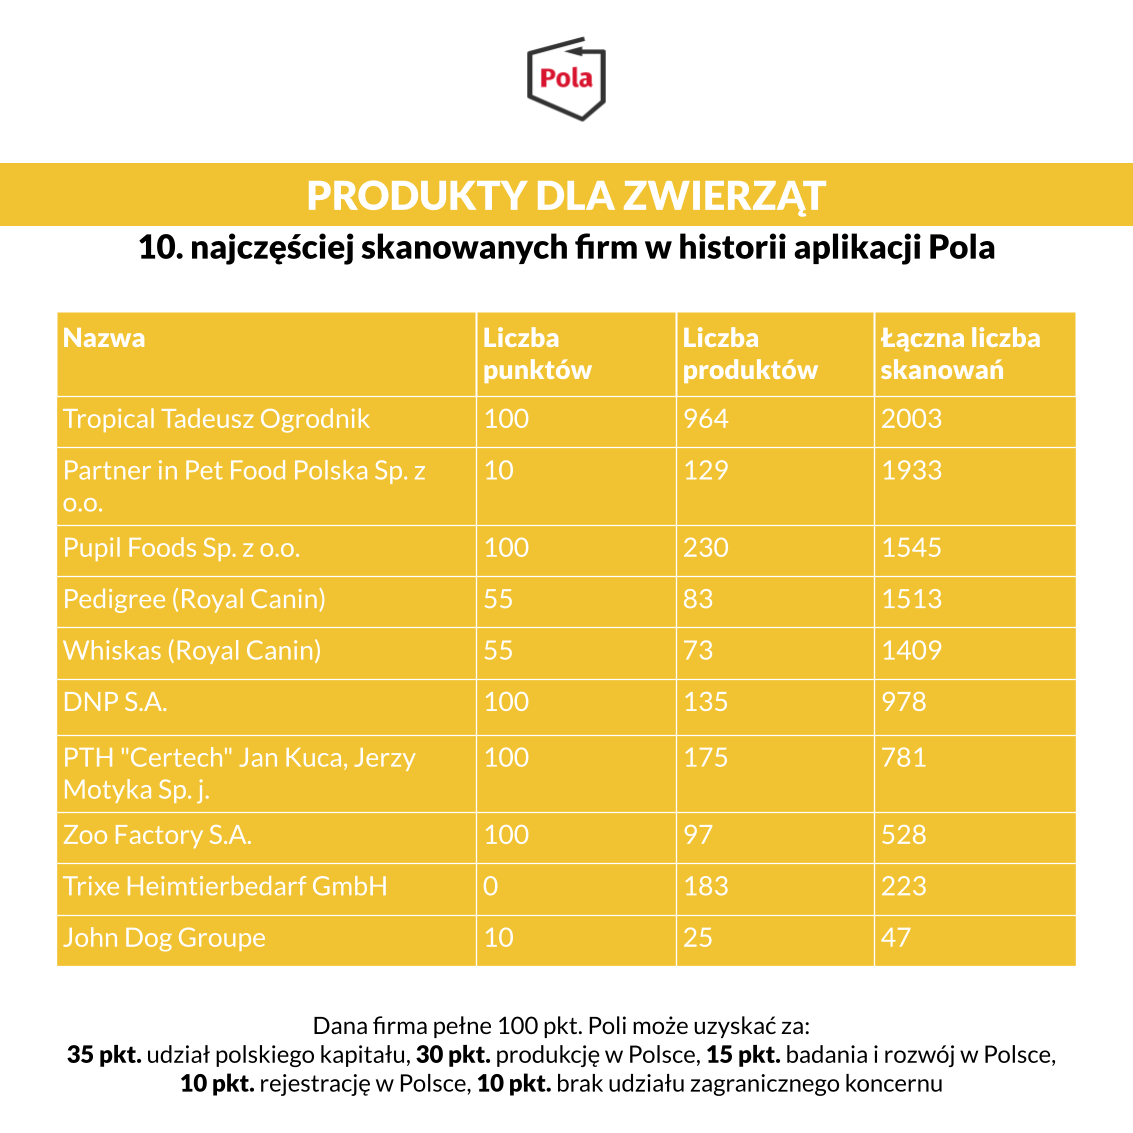 Pola
PRODUKTY DLA ZWIERZĄT
10. najczęściej skanowanych firm w historii aplikacji Pola
Nazwa Liczba punktów Liczba produktów Łączna liczba skanowań
Tropical Tadeusz Ogrodnik 100 964 2003
Partner in Pet Food Polska Sp. z o.o. 10 129 1933
Pupil Foods Sp. z o.o. 100 230 1545
Pedigree (Royal Canin) 55 83 1513
Whiskas (Royal Canin) 55 73 1409
DNP S.A. 100 135 978
PTH "Certech" Jan Kuca, Jerzy Motyka Sp. j. 100 175 781
Zoo Factory S.A. 100 97 528
Trixe Heimtierbedarf GmbH 0 183 223
John Dog Groupe 10 25 47
Dana firma pełne 100 pkt. Poli może uzyskać za:
35 pkt. udział polskiego kapitału, 30 pkt. produkcję w Polsce, 15 pkt. badania i rozwój w Polsce,
10 pkt. rejestrację w Polsce, 10 pkt. brak udziału zagranicznego koncernu